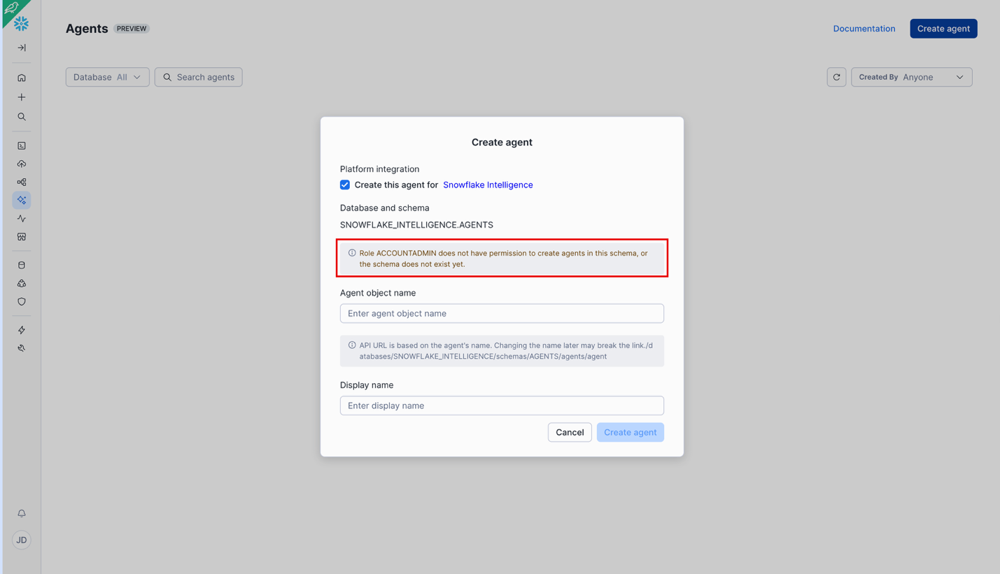 Agents PREVIEW
Documentation
Create agent
Database All
Search agents
Created By Anyone
Create agent
Platform integration
Create this agent for Snowflake Intelligence
Database and schema
SNOWFLAKE_INTELLIGENCE.AGENTS
Role ACCOUNTADMIN does not have permission to create agents in this schema, or
the schema does not exist yet.
Agent object name
Enter agent object name
API URL is based on the agent's name. Changing the name later may break the link./d
atabases/SNOWFLAKE_INTELLIGENCE/schemas/AGENTS/agents/agent
Display name
Enter display name
Cancel
Create agent
JD